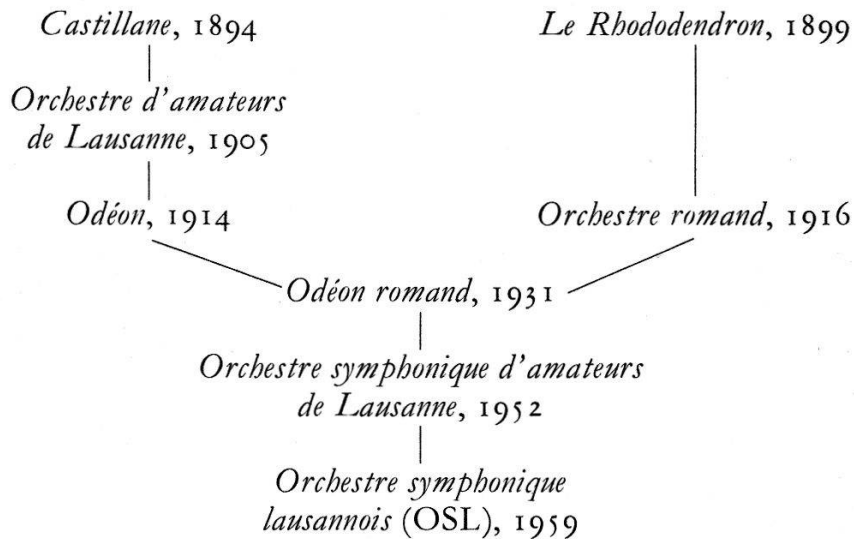 Castillane, 1894
Le Rhododendron, 1899
Orchestre d'amateurs
de Lausanne, 1905
Odéon, 1914
Orchestre romand, 1916
Odéon romand, 1931
Orchestre symphonique d'amateurs
de Lausanne, 1952
Orchestre symphonique
lausannois (OSL), 1959